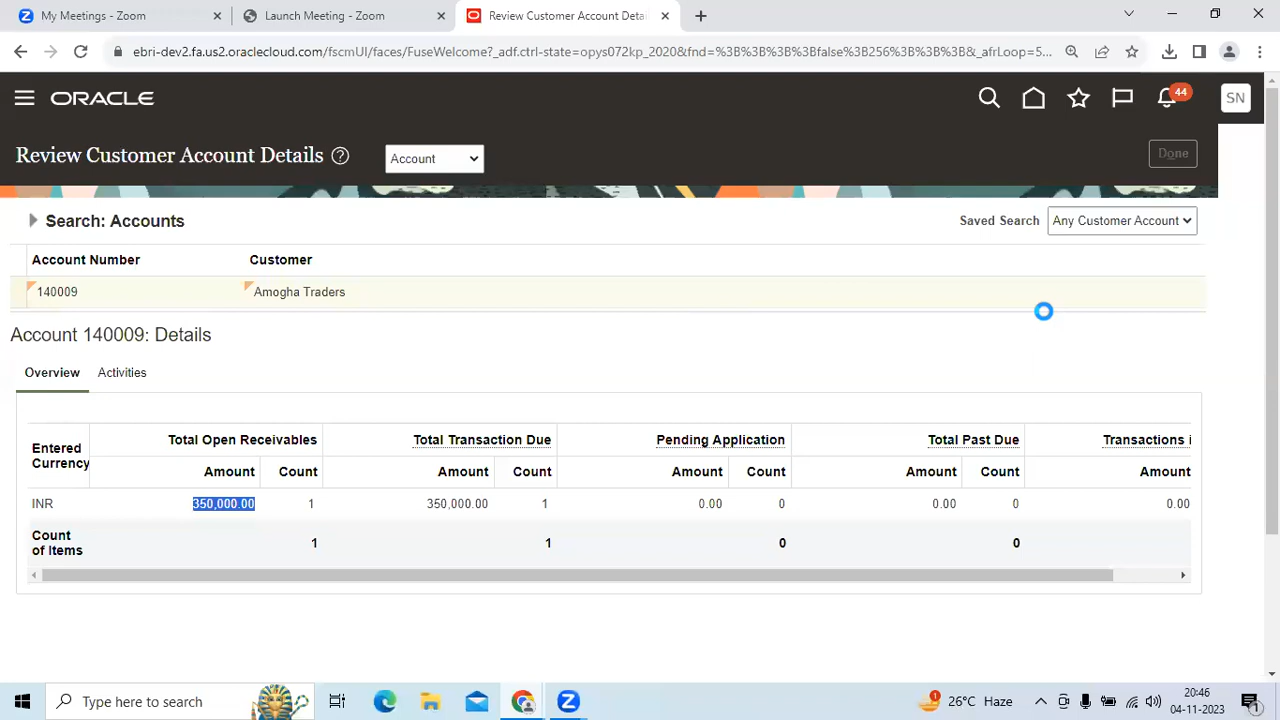 My Meetings - Zoom
Launch Meeting - Zoom
Review Customer Account Detai
ebri-dev2.fa.us2.oraclecloud.com/fscmUI/faces/FuseWelcome?_adf.ctrl-state=opys072kp_2020&fnd=%3B%3B%3B%3Bfalse%3B256%3B%3B%3B&_afrLoop=5...
ORACLE
44
SN
Review Customer Account Details
Account
Done
Search: Accounts
Saved Search
Any Customer Account
Account Number Customer
140009 Amogha Traders
Account 140009: Details
Overview Activities
Entered Currency
Total Open Receivables Total Transaction Due Pending Application Total Past Due Transactions i
Amount Count Amount Count Amount Count Amount Count Amount
INR 350,000.00 1 350,000.00 1 0.00 0 0.00 0 0.00
Count of Items 1 1 0 0
Type here to search
1
26°C Haze
20:46
04-11-2023
1